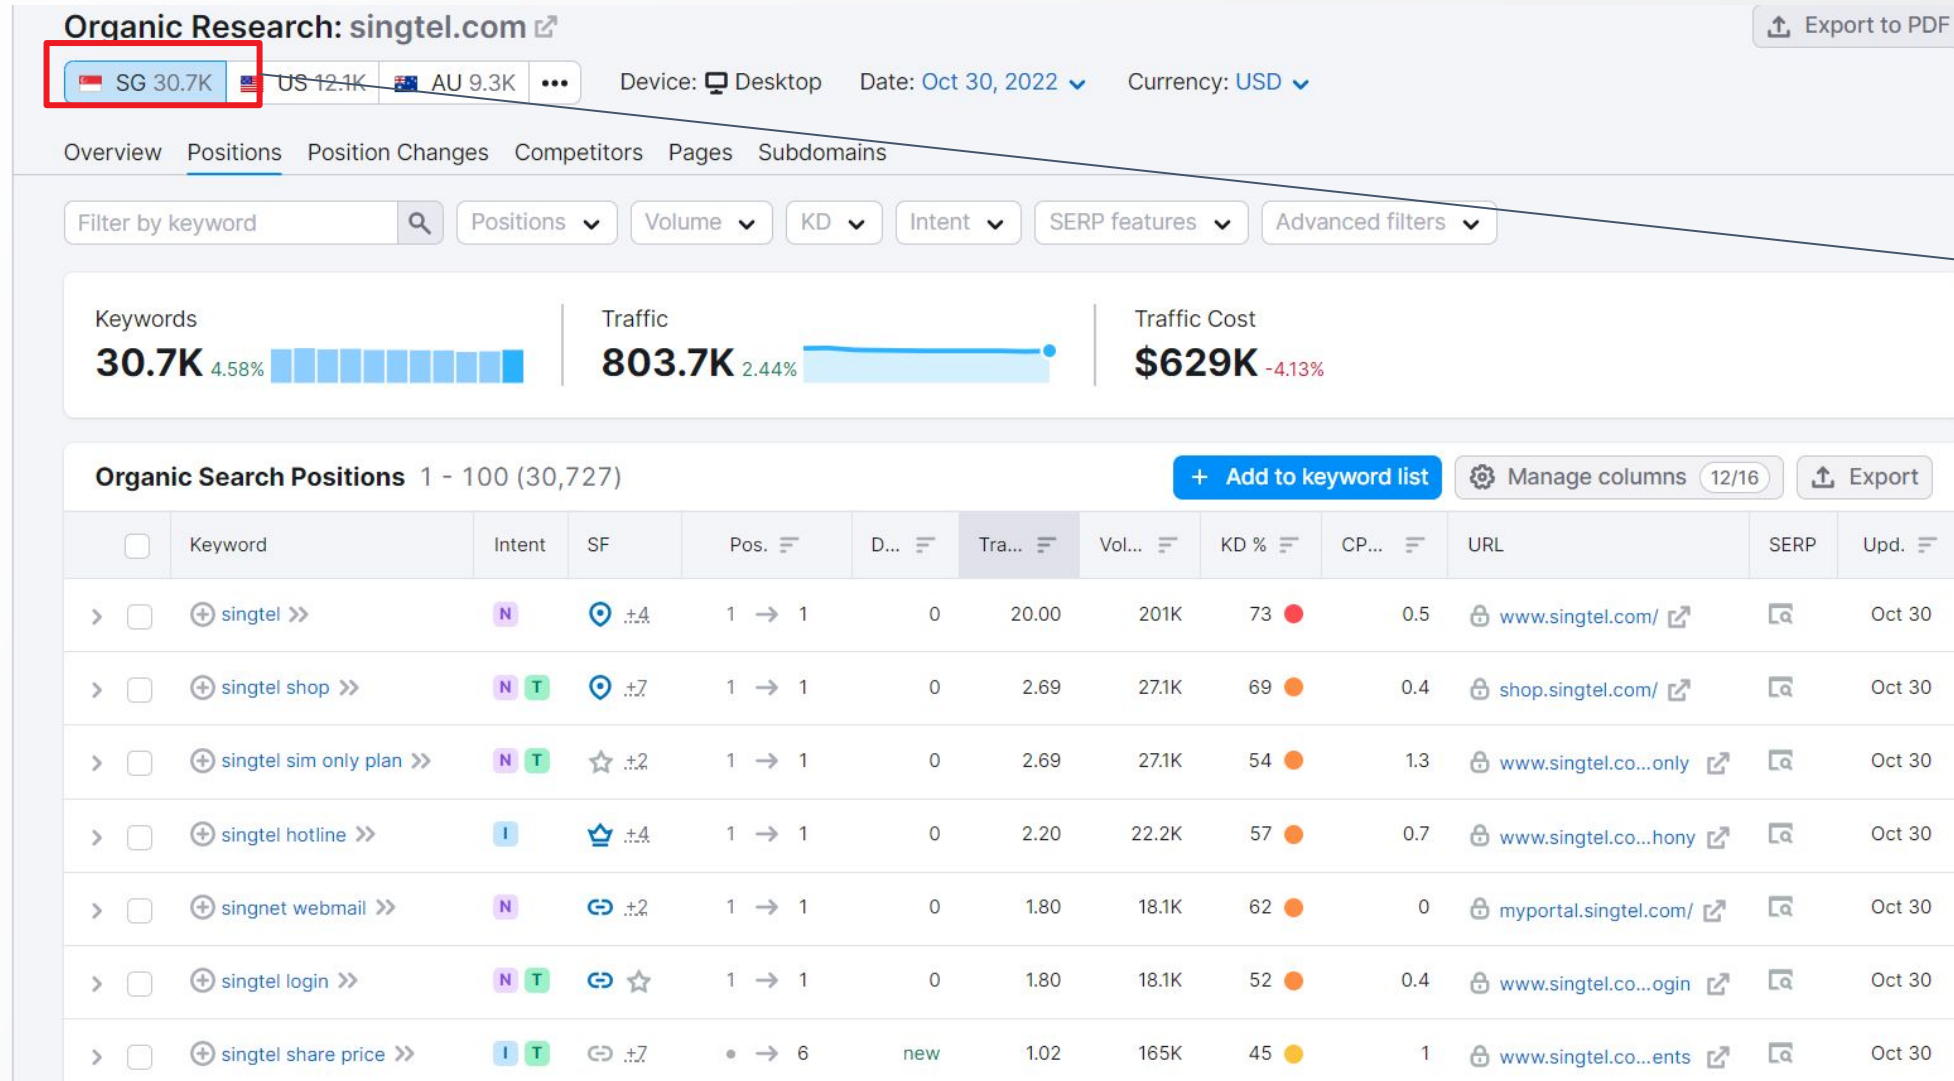 Organic Research: singtel.com
Export to PDF
SG 30.7K US 12.1K AU 9.3K ••• Device: Desktop Date: Oct 30, 2022 Currency: USD
Overview Positions Position Changes Competitors Pages Subdomains
Filter by keyword Positions Volume KD Intent SERP features Advanced filters
Keywords Traffic Traffic Cost
30.7K 4.58% 803.7K 2.44% $629K -4.13%
Organic Search Positions 1 - 100 (30,727) + Add to keyword list Manage columns 12/16 Export
Keyword Intent SF Pos. D... Tra... Vol... KD % CP... URL SERP Upd.
singtel N +4 1 → 1 0 20.00 201K 73 0.5 www.singtel.com/ Oct 30
singtel shop N T +7 1 → 1 0 2.69 27.1K 69 0.4 shop.singtel.com/ Oct 30
singtel sim only plan N T +2 1 → 1 0 2.69 27.1K 54 1.3 www.singtel.co...only Oct 30
singtel hotline I +4 1 → 1 0 2.20 22.2K 57 0.7 www.singtel.co...hony Oct 30
singnet webmail N +2 1 → 1 0 1.80 18.1K 62 0 myportal.singtel.com/ Oct 30
singtel login N T 1 → 1 0 1.80 18.1K 52 0.4 www.singtel.co...ogin Oct 30
singtel share price I T +7 • → 6 new 1.02 165K 45 1 www.singtel.co...ents Oct 30